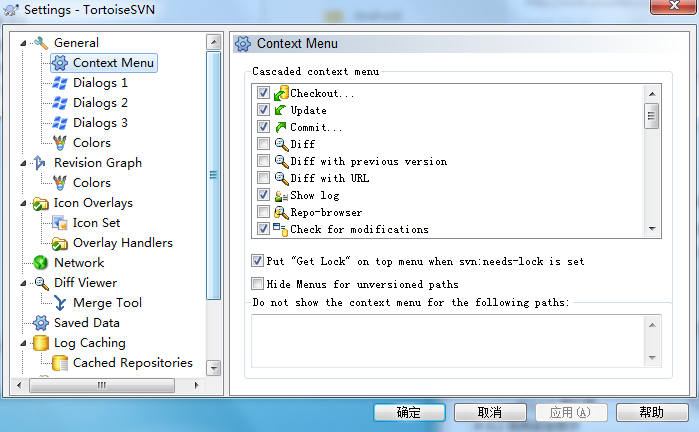 Settings - TortoiseSVN
General
Context Menu
Dialogs 1
Dialogs 2
Dialogs 3
Colors
Revision Graph
Colors
Icon Overlays
Icon Set
Overlay Handlers
Network
Diff Viewer
Merge Tool
Saved Data
Log Caching
Cached Repositories
Context Menu
Cascaded context menu
Checkout...
Update
Commit...
Diff
Diff with previous version
Diff with URL
Show log
Repo-browser
Check for modifications
Put "Get Lock" on top menu when svn:needs-lock is set
Hide Menus for unversioned paths
Do not show the context menu for the following paths:
确定
取消
应用(A)
帮助